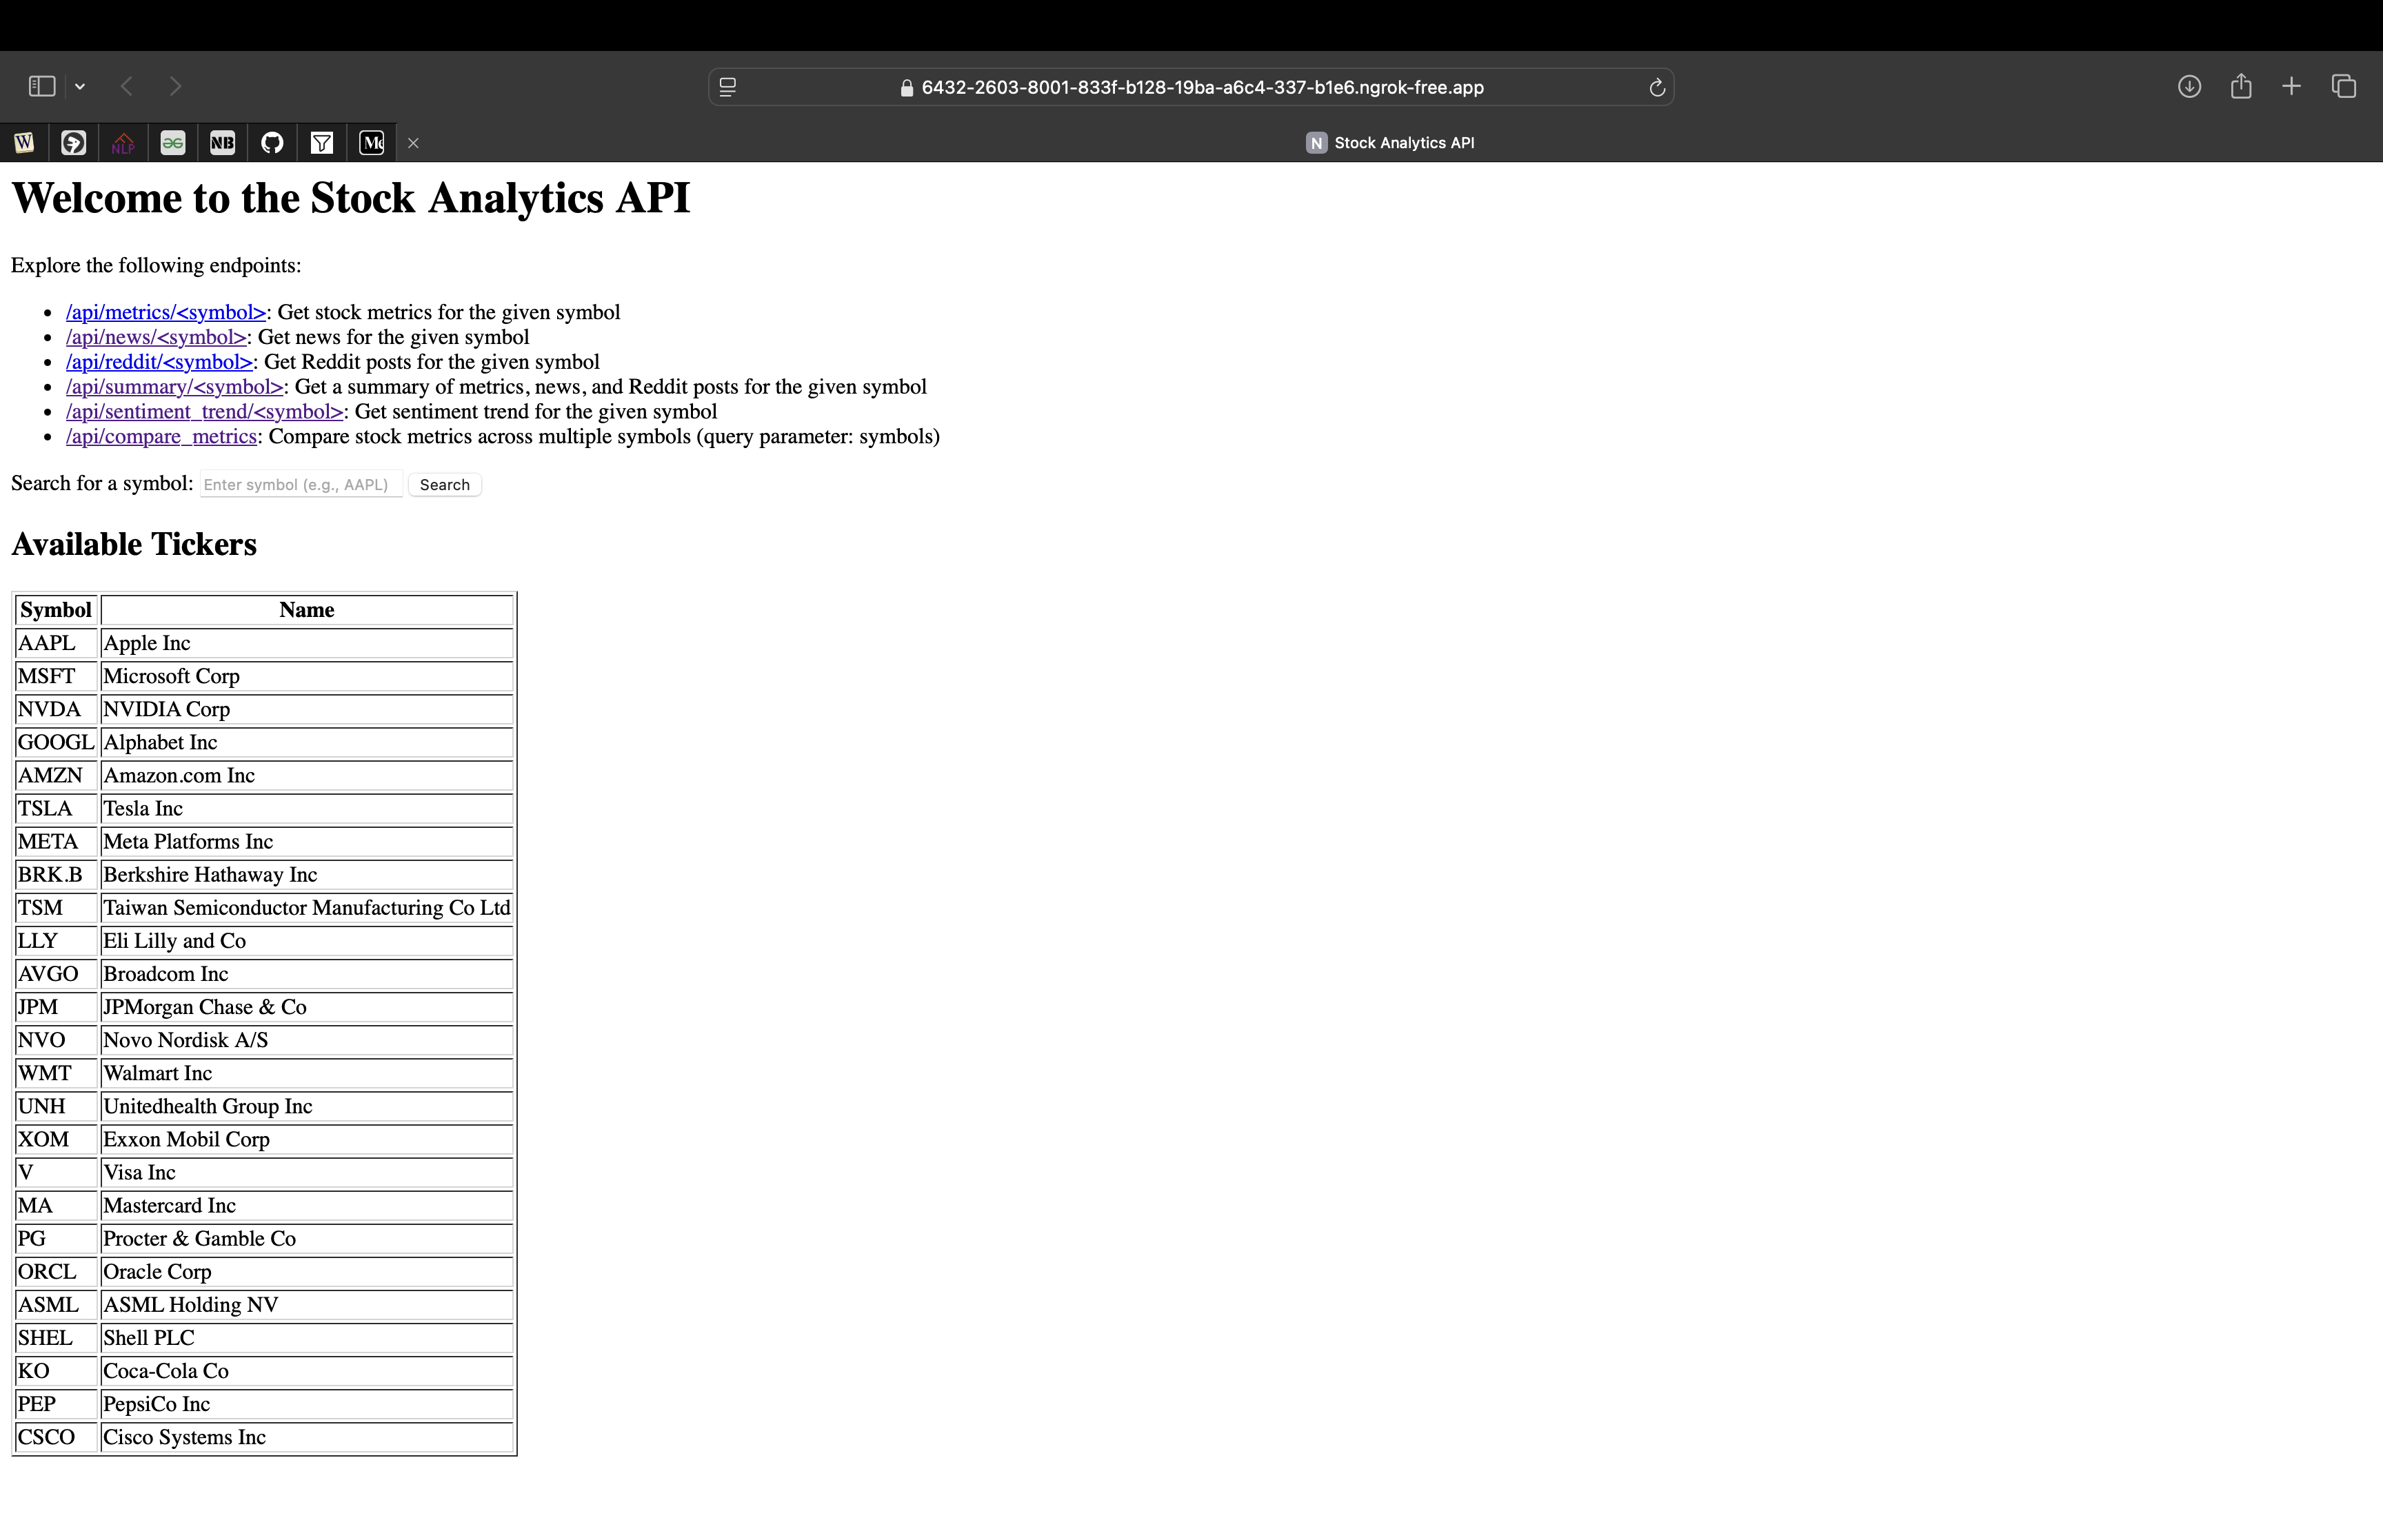 6432-2603-8001-833f-b128-19ba-a6c4-337-b1e6.ngrok-free.app
W
NLP
NB
N Stock Analytics API
Welcome to the Stock Analytics API
Explore the following endpoints:
/api/metrics/<symbol>: Get stock metrics for the given symbol
/api/news/<symbol>: Get news for the given symbol
/api/reddit/<symbol>: Get Reddit posts for the given symbol
/api/summary/<symbol>: Get a summary of metrics, news, and Reddit posts for the given symbol
/api/sentiment_trend/<symbol>: Get sentiment trend for the given symbol
/api/compare_metrics: Compare stock metrics across multiple symbols (query parameter: symbols)
Search for a symbol: Enter symbol (e.g., AAPL) Search
Available Tickers
Symbol Name
AAPL Apple Inc
MSFT Microsoft Corp
NVDA NVIDIA Corp
GOOGL Alphabet Inc
AMZN Amazon.com Inc
TSLA Tesla Inc
META Meta Platforms Inc
BRK.B Berkshire Hathaway Inc
TSM Taiwan Semiconductor Manufacturing Co Ltd
LLY Eli Lilly and Co
AVGO Broadcom Inc
JPM JPMorgan Chase & Co
NVO Novo Nordisk A/S
WMT Walmart Inc
UNH Unitedhealth Group Inc
XOM Exxon Mobil Corp
V Visa Inc
MA Mastercard Inc
PG Procter & Gamble Co
ORCL Oracle Corp
ASML ASML Holding NV
SHEL Shell PLC
KO Coca-Cola Co
PEP PepsiCo Inc
CSCO Cisco Systems Inc